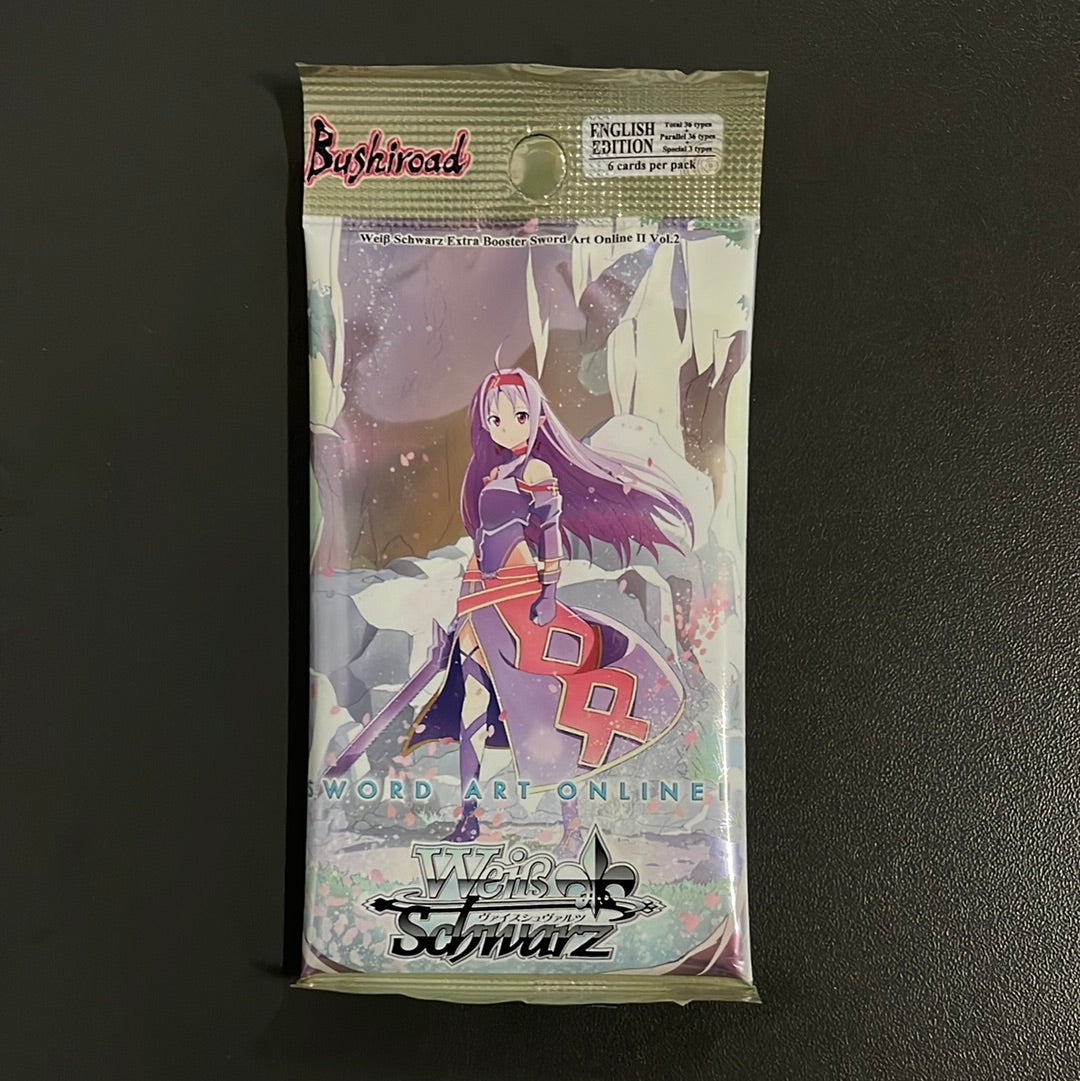 Bushiroad
ENGLISH EDITION
Total 36 types
+
Parallel 36 types
+
Special 3 types
6 cards per pack
Weiß Schwarz Extra Booster Sword Art Online II Vol.2
SWORD ART ONLINE II
Weiß
ヴァイスシュヴァルツ
Schwarz